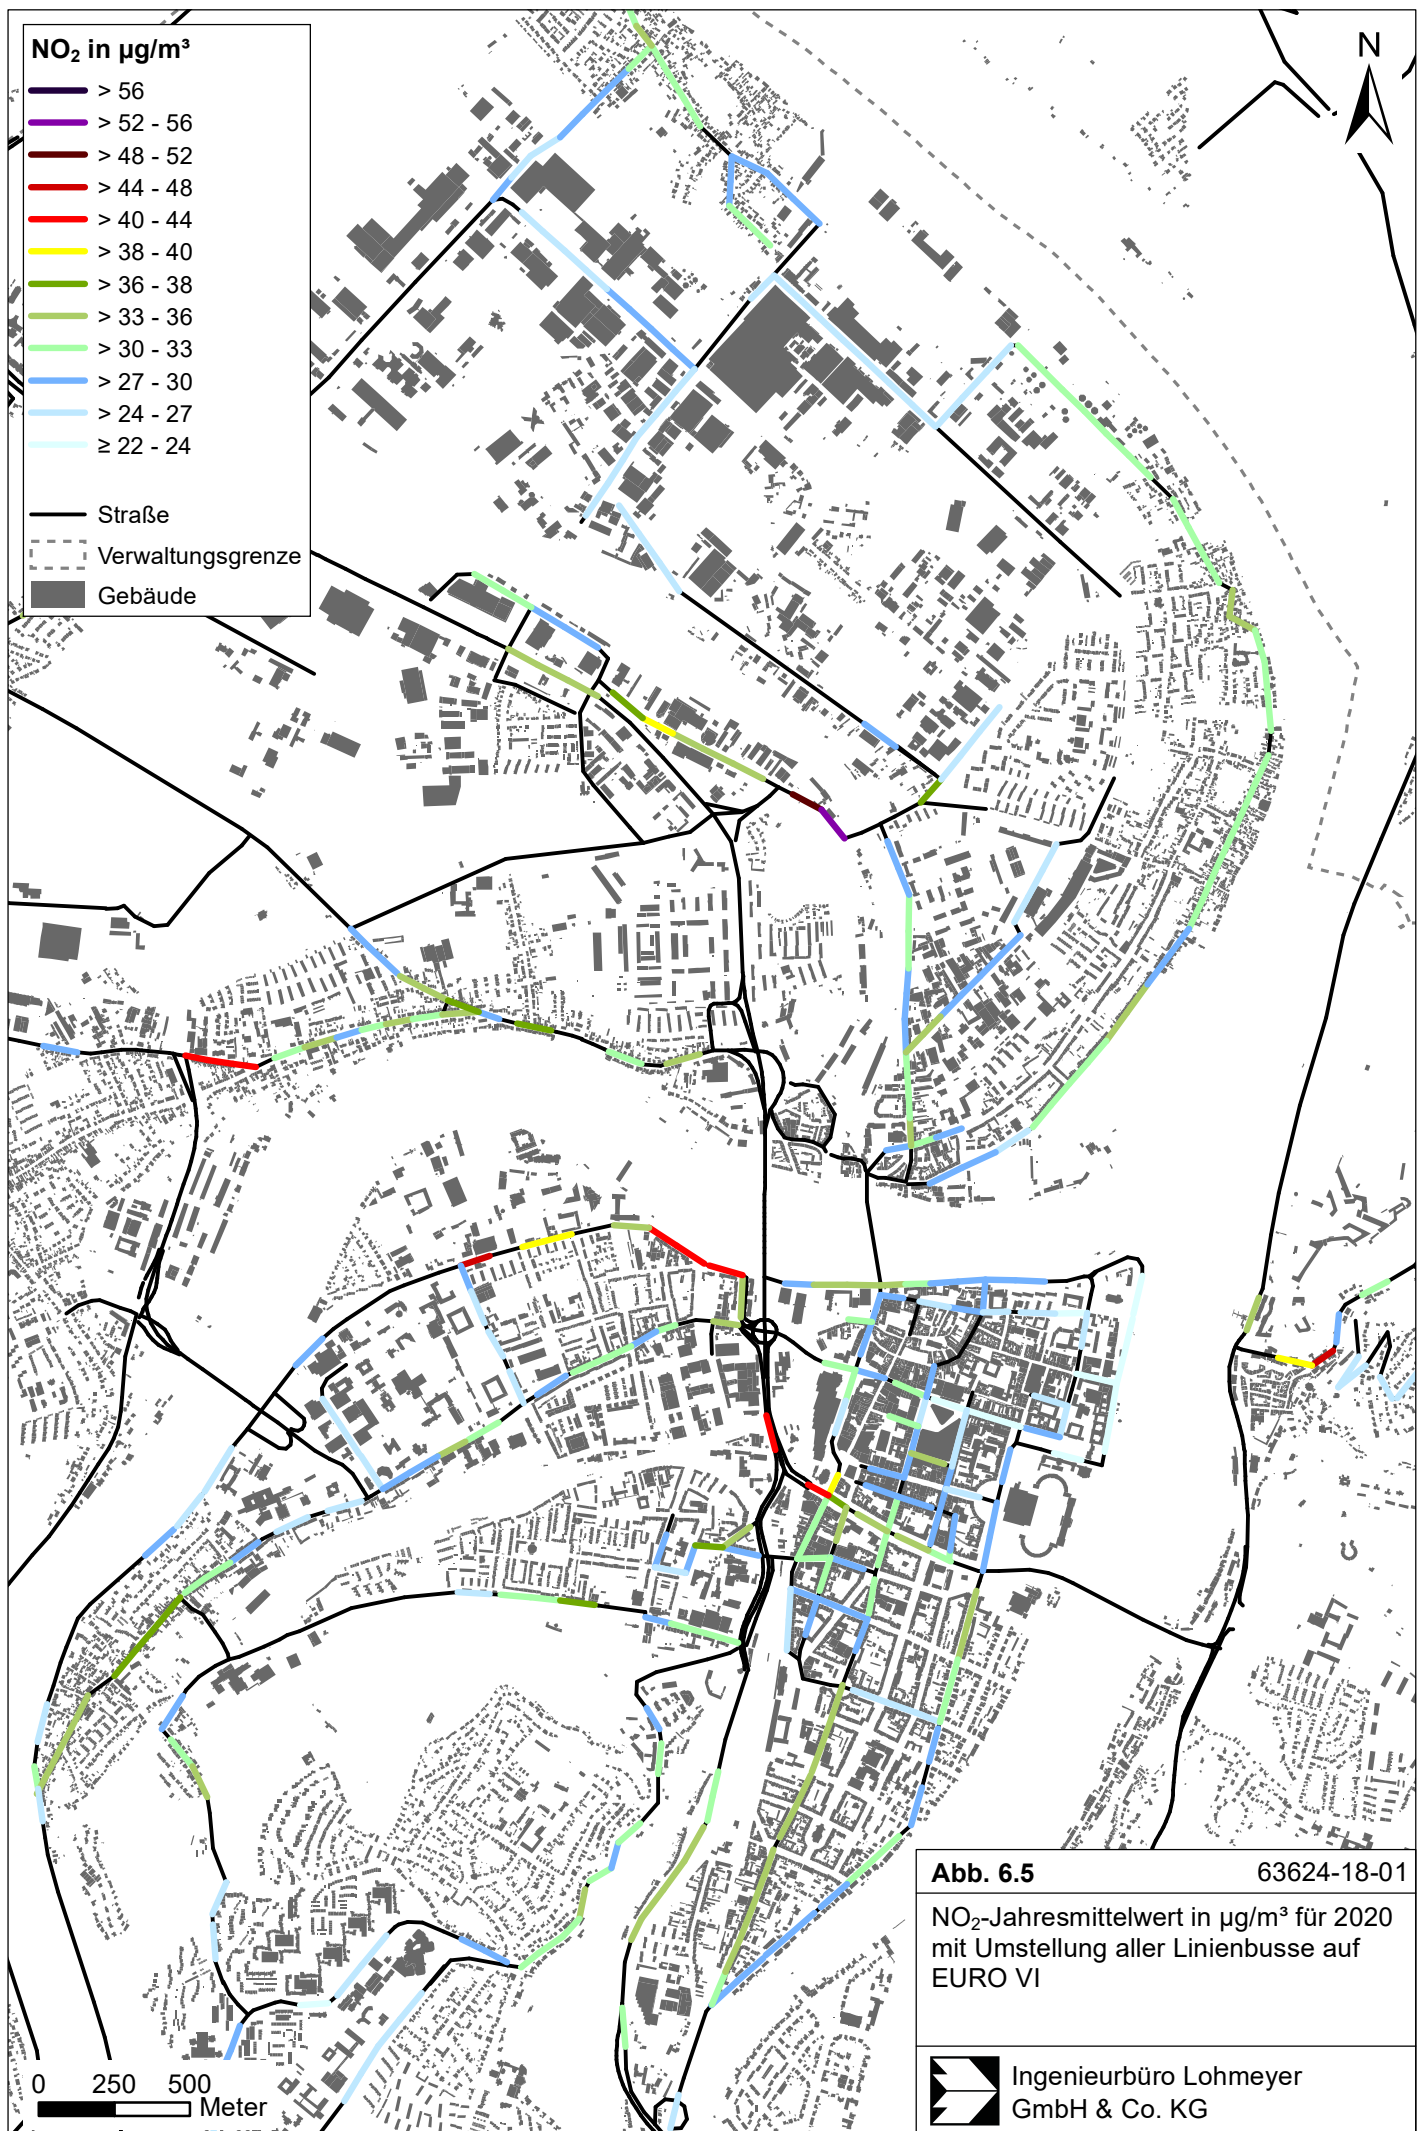 NO₂ in µg/m³
> 56
> 52 - 56
> 48 - 52
> 44 - 48
> 40 - 44
> 38 - 40
> 36 - 38
> 33 - 36
> 30 - 33
> 27 - 30
> 24 - 27
≥ 22 - 24
Straße
Verwaltungsgrenze
Gebäude
N
0 250 500
Meter
Abb. 6.5 63624-18-01
NO₂-Jahresmittelwert in µg/m³ für 2020
mit Umstellung aller Linienbusse auf
EURO VI
Ingenieurbüro Lohmeyer
GmbH & Co. KG